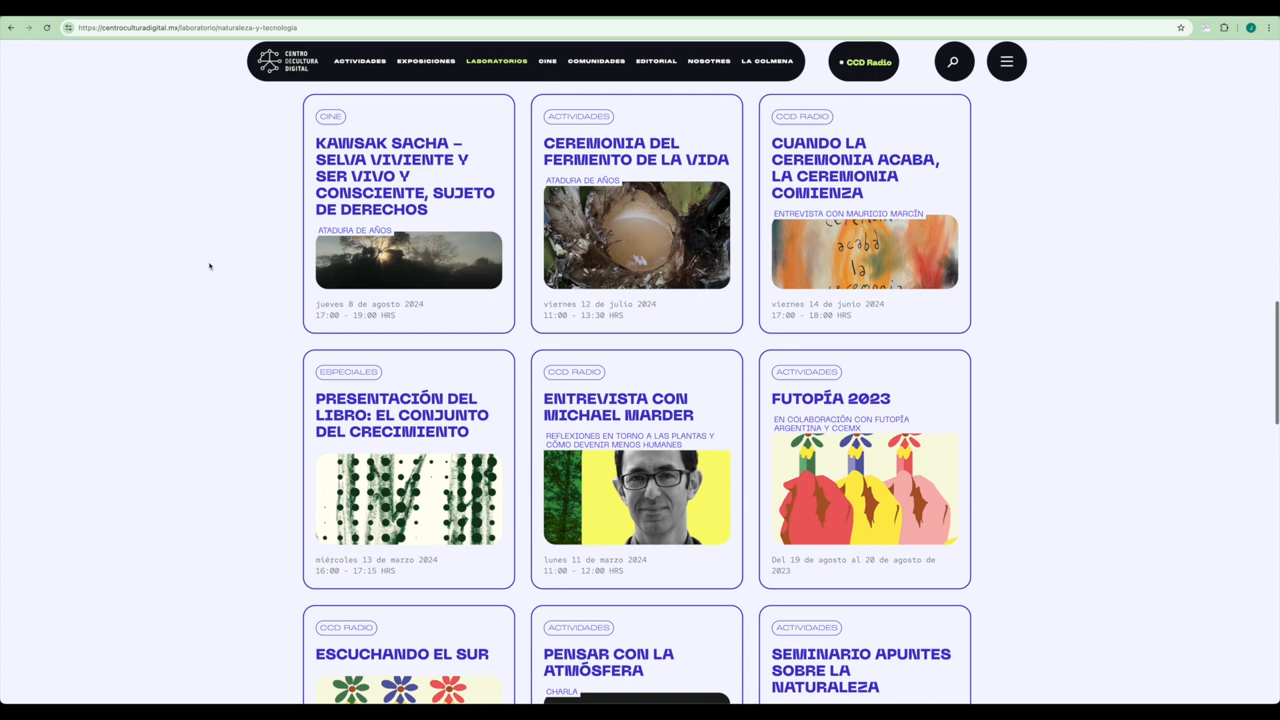 https://centroculturadigital.mx/laboratorio/naturaleza-y-tecnologia
CENTRO
DECULTURA
DIGITAL
ACTIVIDADES
EXPOSICIONES
LABORATORIOS
CINE
COMUNIDADES
EDITORIAL
NOSOTRES
LA COLMENA
• CCD Radio
CINE
KAWSAK SACHA –
SELVA VIVIENTE Y
SER VIVO Y
CONSCIENTE, SUJETO
DE DERECHOS
ATADURA DE AÑOS
jueves 8 de agosto 2024
17:00 - 19:00 HRS
ACTIVIDADES
CEREMONIA DEL
FERMENTO DE LA VIDA
ATADURA DE AÑOS
viernes 12 de julio 2024
11:00 - 13:30 HRS
CCD RADIO
CUANDO LA
CEREMONIA ACABA,
LA CEREMONIA
COMIENZA
ENTREVISTA CON MAURICIO MARCÍN
acaba
la
viernes 14 de junio 2024
17:00 - 18:00 HRS
ESPECIALES
PRESENTACIÓN DEL
LIBRO: EL CONJUNTO
DEL CRECIMIENTO
miércoles 13 de marzo 2024
16:00 - 17:15 HRS
CCD RADIO
ENTREVISTA CON
MICHAEL MARDER
REFLEXIONES EN TORNO A LAS PLANTAS Y
CÓMO DEVENIR MENOS HUMANES
lunes 11 de marzo 2024
11:00 - 12:00 HRS
ACTIVIDADES
FUTOPÍA 2023
EN COLABORACIÓN CON FUTOPÍA
ARGENTINA Y CCEMX
Del 19 de agosto al 20 de agosto de
2023
CCD RADIO
ESCUCHANDO EL SUR
ACTIVIDADES
PENSAR CON LA
ATMÓSFERA
CHARLA
ACTIVIDADES
SEMINARIO APUNTES
SOBRE LA
NATURALEZA